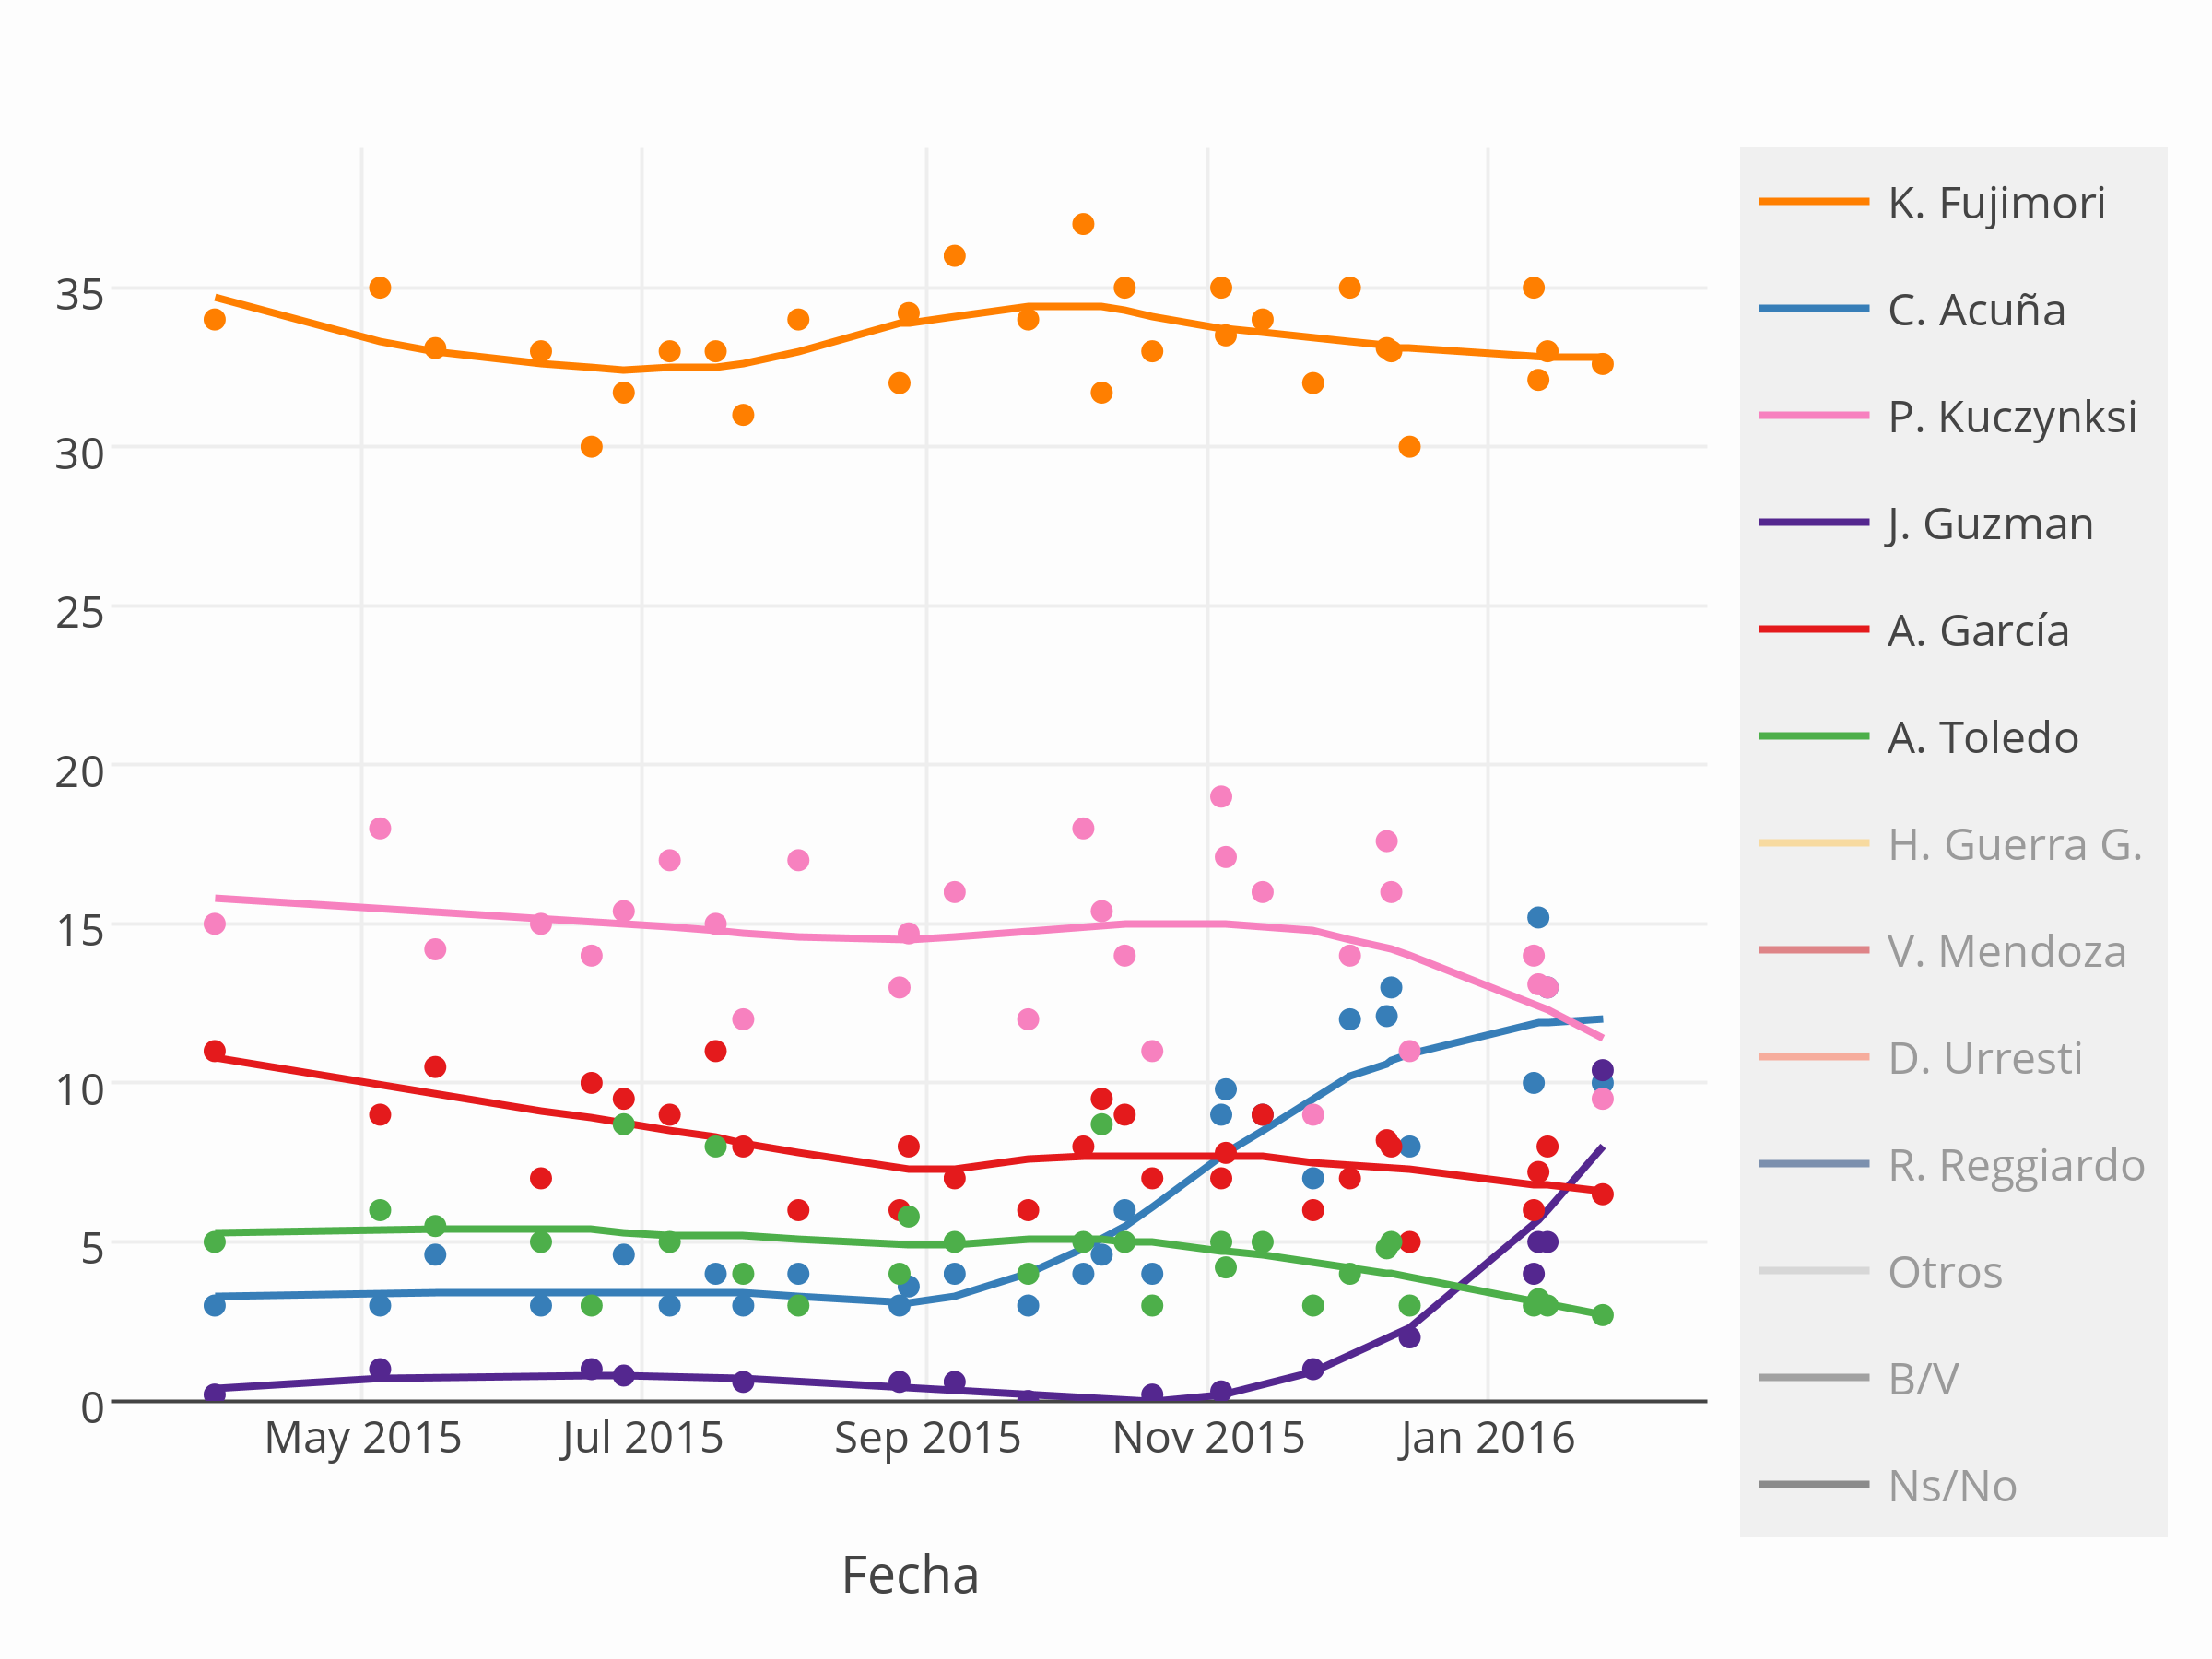 35
30
25
20
15
10
5
0
May 2015
Jul 2015
Sep 2015
Nov 2015
Jan 2016
Fecha
K. Fujimori
C. Acuña
P. Kuczynksi
J. Guzman
A. García
A. Toledo
H. Guerra G.
V. Mendoza
D. Urresti
R. Reggiardo
Otros
B/V
Ns/No